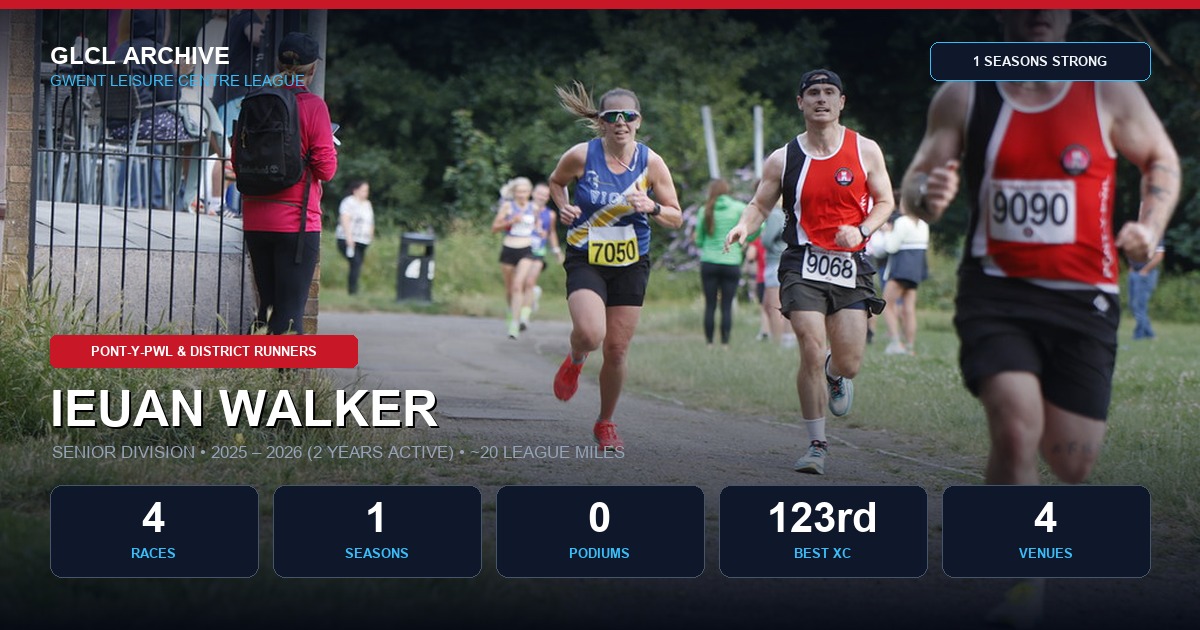 GLCL ARCHIVE
GWENT LEISURE CENTRE LEAGUE
1 SEASONS STRONG
7050
9068
9090
PONT-Y-PWL & DISTRICT RUNNERS
IEUAN WALKER
SENIOR DIVISION • 2025 – 2026 (2 YEARS ACTIVE) • ~20 LEAGUE MILES
4
RACES
1
SEASONS
0
PODIUMS
123rd
BEST XC
4
VENUES